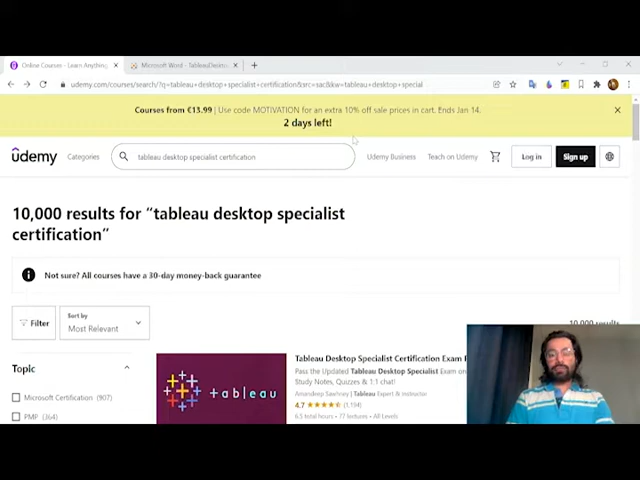 Online Courses - Learn Anything
Microsoft Word - TableauDesktop
udemy.com/courses/search/?q=tableau+desktop+specialist+certification&src=sac&kw=tableau+desktop+special
Courses from €13.99 | Use code MOTIVATION for an extra 10% off sale prices in cart. Ends Jan 14.
2 days left!
udemy
Categories
tableau desktop specialist certification
Udemy Business
Teach on Udemy
Log in
Sign up
10,000 results for “tableau desktop specialist
certification”
Not sure? All courses have a 30-day money-back guarantee
Filter
Sort by
Most Relevant
10,000 results
Topic
Microsoft Certification (907)
PMP (364)
tableau
Tableau Desktop Specialist Certification Exam
Pass the Updated Tableau Desktop Specialist Exam on
Study Notes, Quizzes & 1:1 chat!
Amandeep Sawhney | Tableau Expert & Instructor
4.7 (1,194)
6.5 total hours • 77 lectures • All Levels